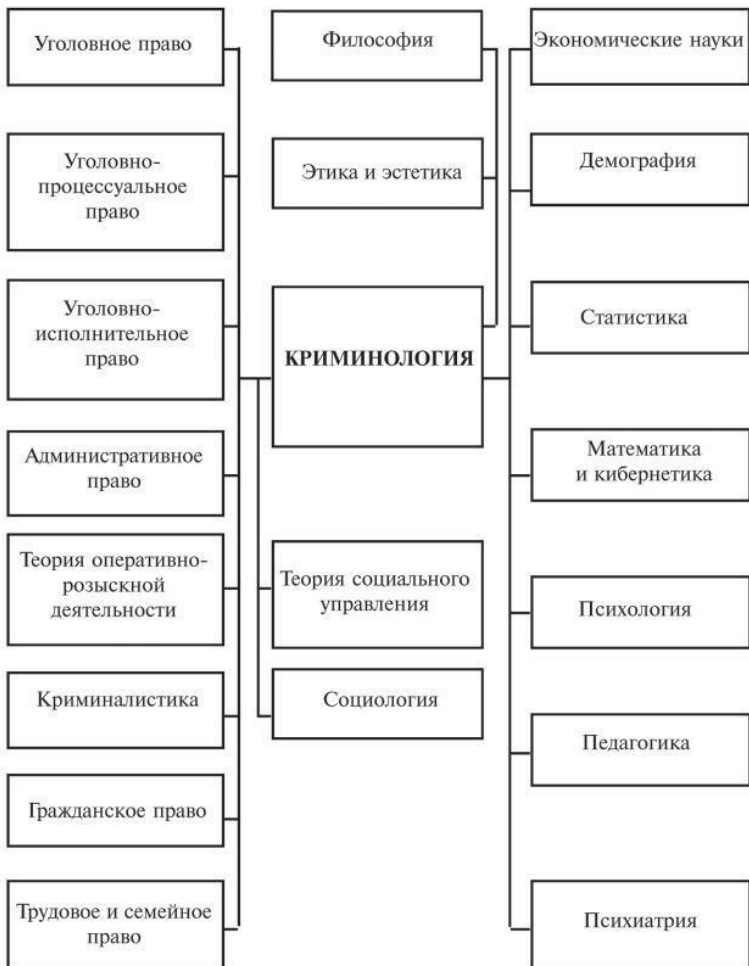 Уголовное право
Уголовно-
процессуальное
право
Уголовно-
исполнительное
право
Административное
право
Теория оперативно-
розыскной
деятельности
Криминалистика
Гражданское право
Трудовое и семейное
право
Философия
Этика и эстетика
КРИМИНОЛОГИЯ
Теория социального
управления
Социология
Экономические науки
Демография
Статистика
Математика
и кибернетика
Психология
Педагогика
Психиатрия